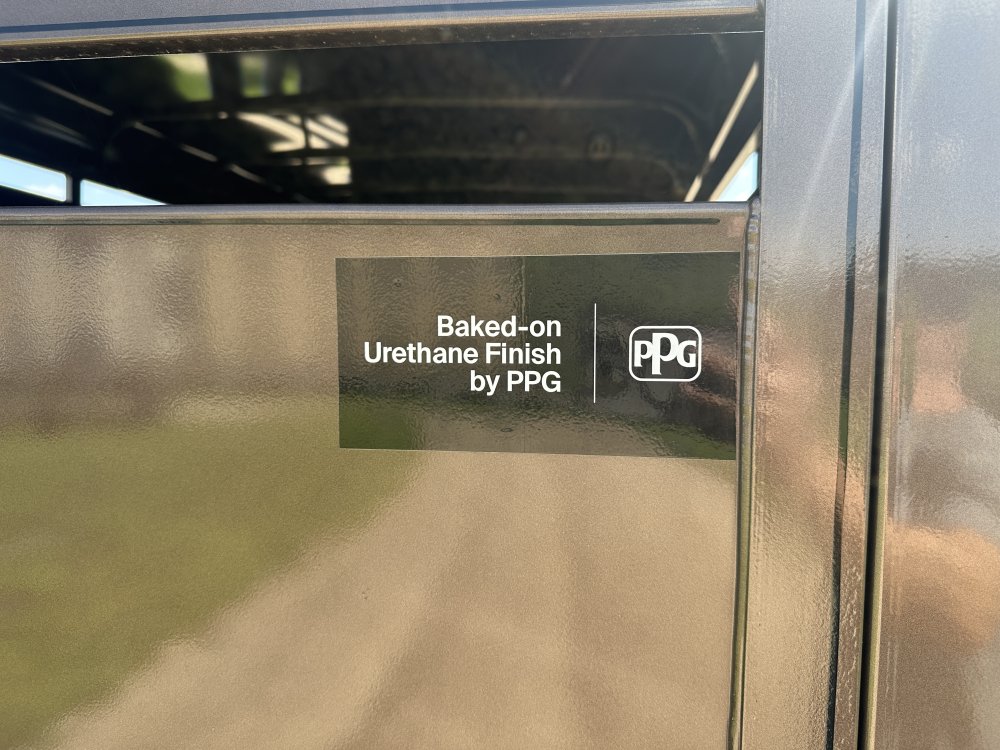 Baked-on
Urethane Finish
by PPG
PPG